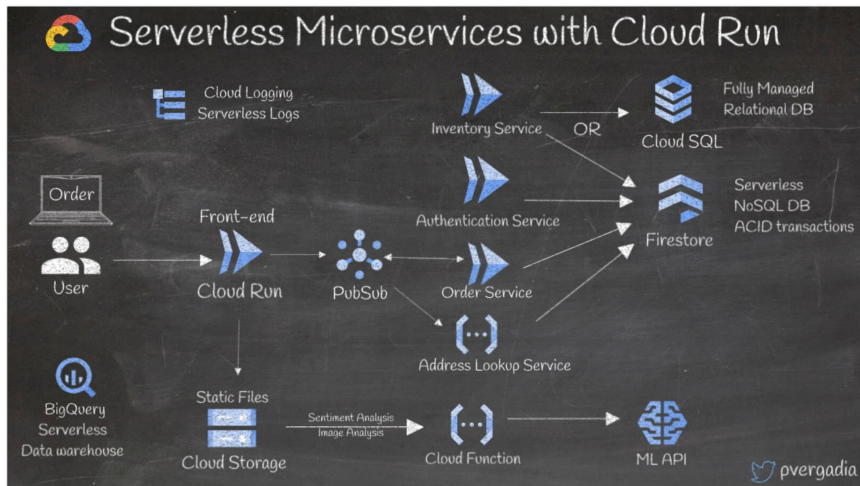 Serverless Microservices with Cloud Run
Cloud Logging
Serverless Logs
Inventory Service
OR
Cloud SQL
Fully Managed
Relational DB
Order
User
Front-end
Cloud Run
PubSub
Authentication Service
Order Service
Address Lookup Service
Firestore
Serverless
NoSQL DB
ACID transactions
BigQuery
Serverless
Data warehouse
Static Files
Cloud Storage
Sentiment Analysis
Image Analysis
Cloud Function
ML API
pvergadia